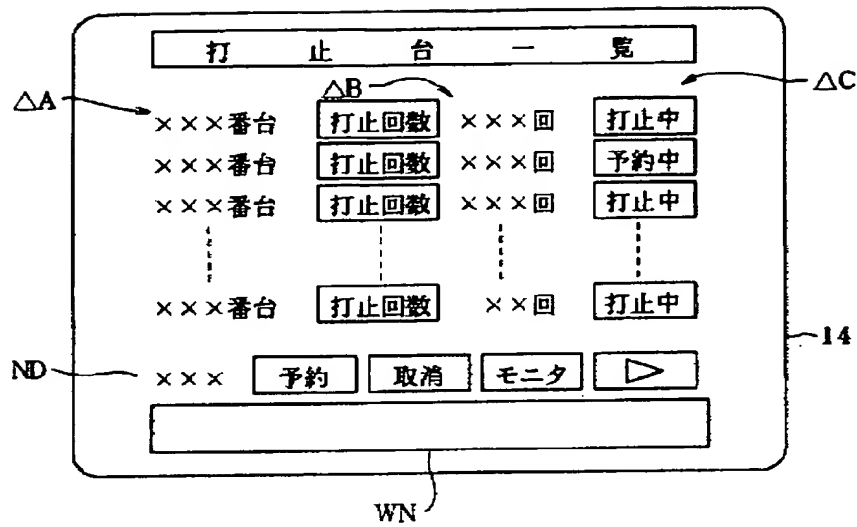 打止台一覧
△A △B △C
×××番台 打止回数 ×××回 打止中
×××番台 打止回数 ×××回 予約中
×××番台 打止回数 ×××回 打止中
×××番台 打止回数 ××回 打止中
14
ND ××× 予約 取消 モニタ ▷
WN